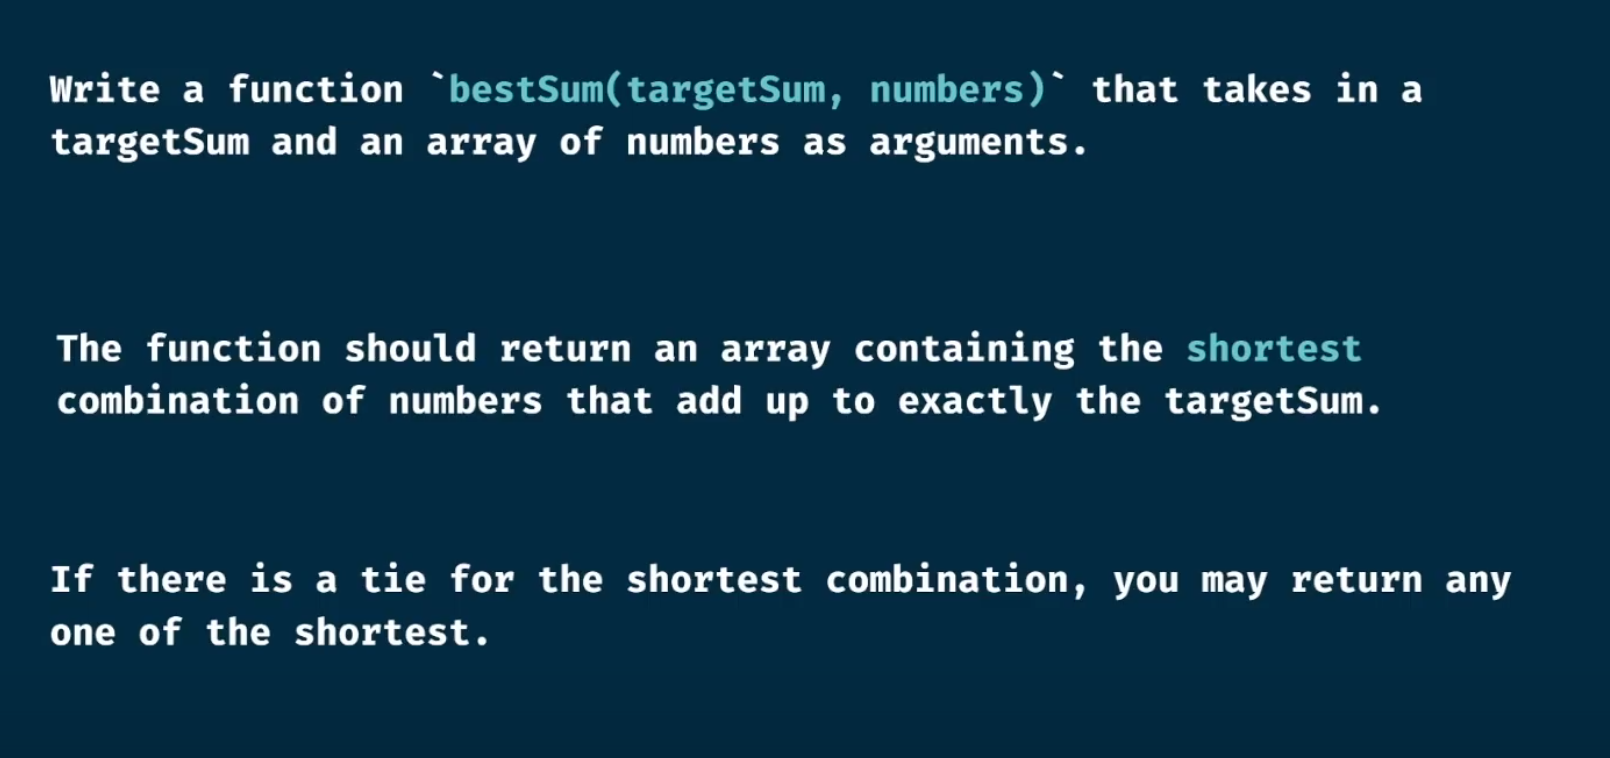 Write a function `bestSum(targetSum, numbers)` that takes in a
targetSum and an array of numbers as arguments.
The function should return an array containing the shortest
combination of numbers that add up to exactly the targetSum.
If there is a tie for the shortest combination, you may return any
one of the shortest.